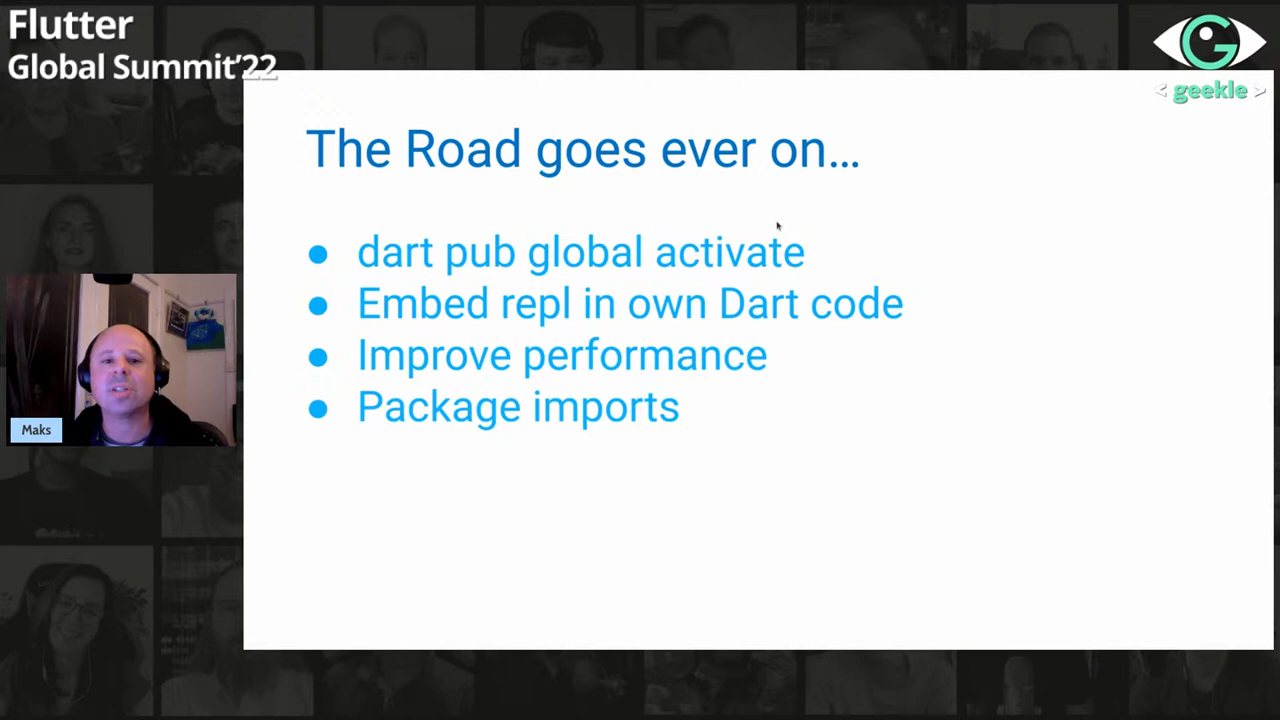 Flutter
Global Summit'22
< geekle >
The Road goes ever on...
● dart pub global activate
● Embed repl in own Dart code
● Improve performance
● Package imports
Maks